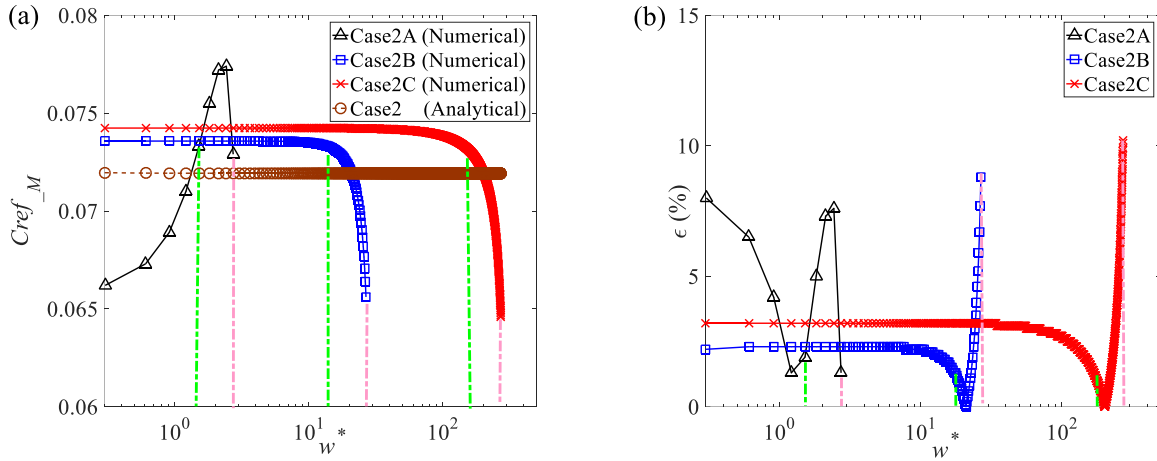 (a)
0.08
0.075
0.07
0.065
0.06
Cref_M
10^0
10^1
10^2
w*
Case2A (Numerical)
Case2B (Numerical)
Case2C (Numerical)
Case2 (Analytical)
(b)
15
10
5
0
ϵ (%)
10^0
10^1
10^2
w*
Case2A
Case2B
Case2C